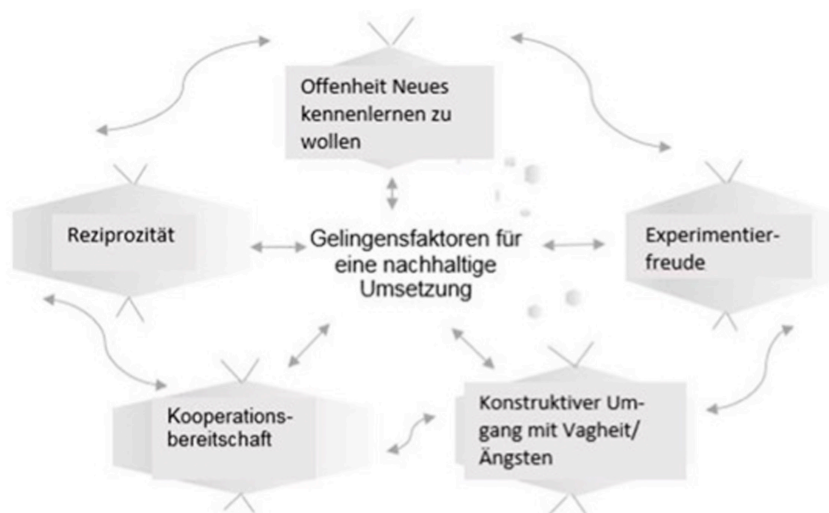 Offenheit Neues
kennenlernen zu
wollen
Reziprozität
Gelingensfaktoren für
eine nachhaltige
Umsetzung
Experimentier-
freude
Kooperations-
bereitschaft
Konstruktiver Um-
gang mit Vagheit/
Ängsten